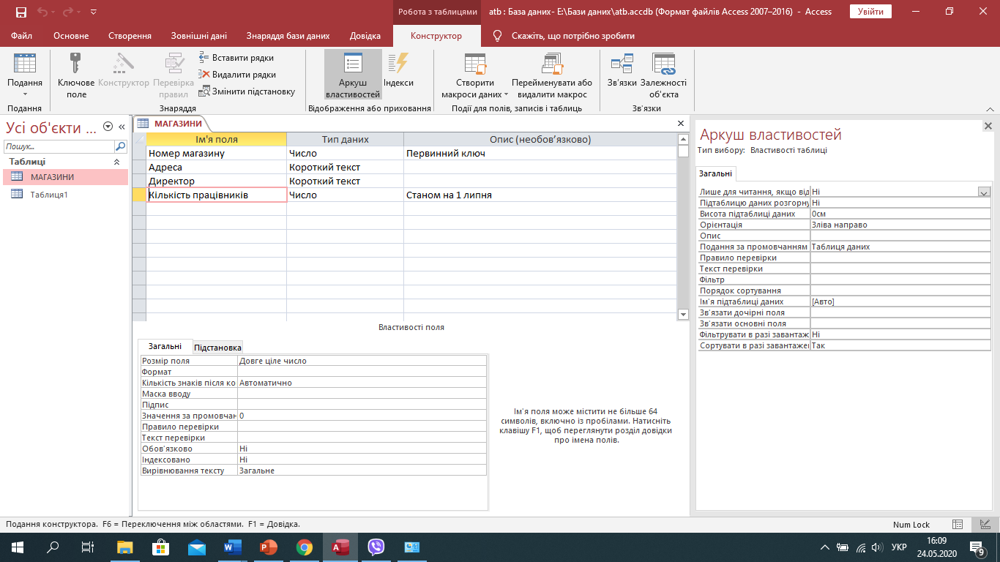 Робота з таблицями
atb : База даних- E:\Бази даних\atb.accdb (Формат файлів Access 2007–2016) - Access
Увійти
Файл Основне Створення Зовнішні дані Знаряддя бази даних Довідка Конструктор Скажіть, що потрібно зробити
Подання
Ключове поле
Конструктор
Перевірка правил
Вставити рядки
Видалити рядки
Змінити підстановку
Аркуш властивостей
Індекси
Створити макроси даних
Перейменувати або видалити макрос
Зв'язки
Залежності об'єкта
Подання Знаряддя Відображення або приховання Події для полів, записів і таблиць Зв'язки
Усі об'єкти ...
Пошук...
Таблиці
МАГАЗИНИ
Таблиця1
МАГАЗИНИ
Ім'я поля Тип даних Опис (необов'язково)
Номер магазину Число Первинний ключ
Адреса Короткий текст
Директор Короткий текст
Кількість працівників Число Станом на 1 липня
Властивості поля
Загальні Підстановка
Розмір поля Довге ціле число
Формат
Кількість знаків після ко Автоматично
Маска вводу
Підпис
Значення за промовчан 0
Правило перевірки
Текст перевірки
Обов'язково Ні
Індексовано Ні
Вирівнювання тексту Загальне
Ім'я поля може містити не більше 64
символів, включно із пробілами. Натисніть
клавішу F1, щоб переглянути розділ довідки
про імена полів.
Аркуш властивостей
Тип вибору: Властивості таблиці
Загальні
Лише для читання, якщо від Ні
Підтаблицю даних розгорну Ні
Висота підтаблиці даних 0см
Орієнтація Зліва направо
Опис
Подання за промовчанням Таблиця даних
Правило перевірки
Текст перевірки
Фільтр
Порядок сортування
Ім'я підтаблиці даних [Авто]
Зв'язати дочірні поля
Зв'язати основні поля
Фільтрувати в разі завантаж Ні
Сортувати в разі завантажен Так
Подання конструктора. F6 = Переключення між областями. F1 = Довідка.
Num Lock
УКР
16:09
24.05.2020
9